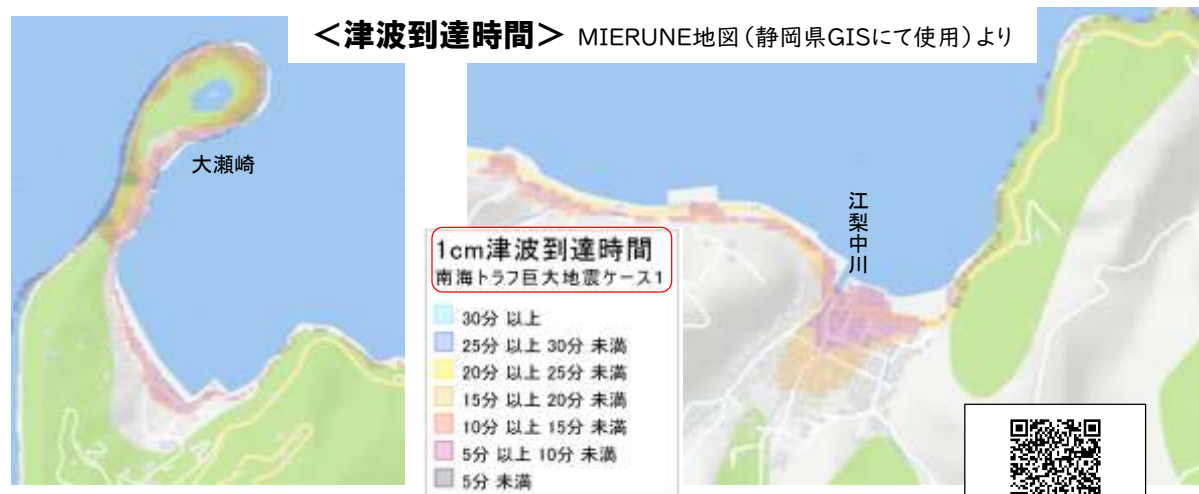 ＜津波到達時間＞ MIERUNE地図（静岡県GISにて使用）より
大瀬崎
江梨中川
1cm津波到達時間
南海トラフ巨大地震ケース1
30分 以上
25分 以上 30分 未満
20分 以上 25分 未満
15分 以上 20分 未満
10分 以上 15分 未満
5分 以上 10分 未満
5分 未満